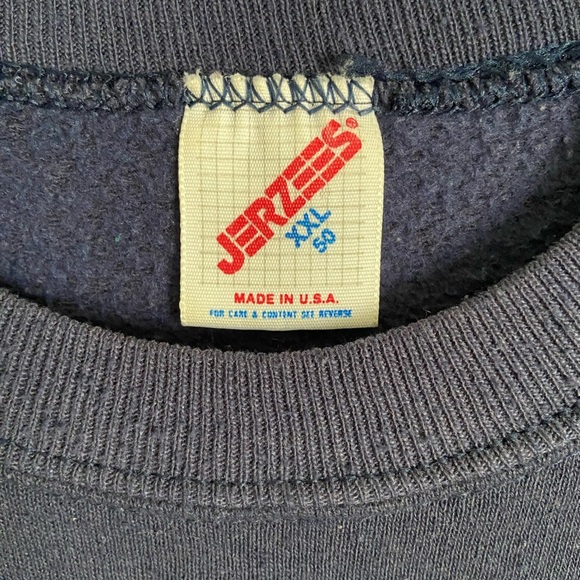 JERZEES®
XXL
50
MADE IN U.S.A.
FOR CARE & CONTENT SEE REVERSE